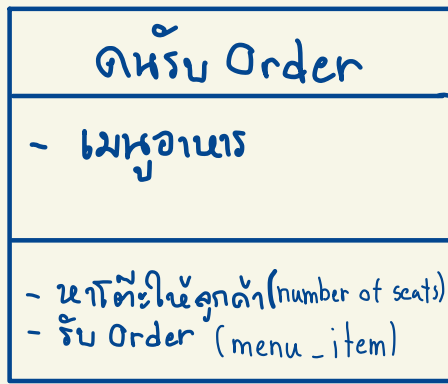 คนรับ Order
- เมนูอาหาร
- หาโต๊ะให้ลูกค้า (number of seats)
- รับ Order (menu_item)